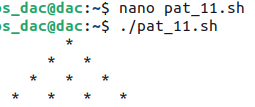 os_dac@dac:~$ nano pat_11.sh
os_dac@dac:~$ ./pat_11.sh
*
* *
* * *
* * * *